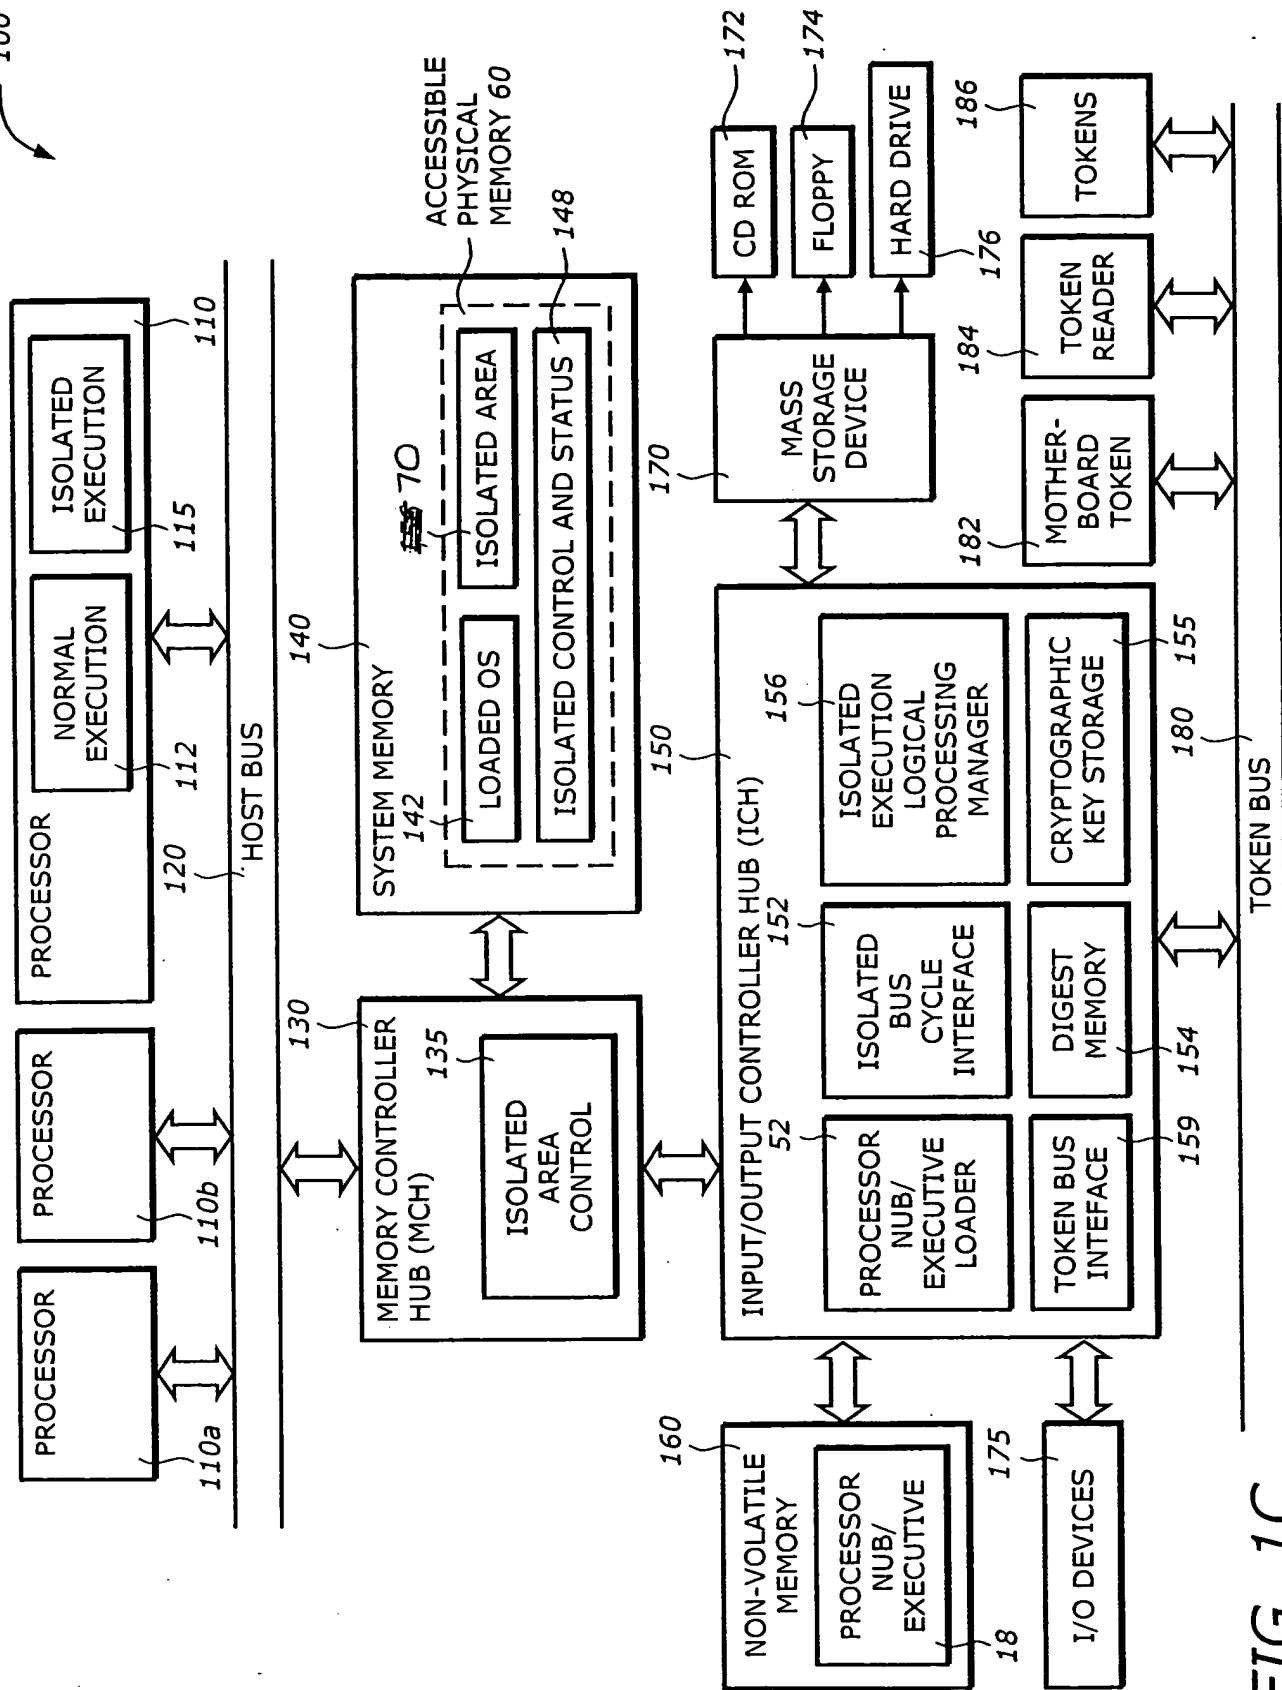 100
PROCESSOR
110a
PROCESSOR
110b
PROCESSOR
NORMAL
EXECUTION
112
ISOLATED
EXECUTION
115
110
120
HOST BUS
130
MEMORY CONTROLLER
HUB (MCH)
135
ISOLATED
AREA
CONTROL
140
SYSTEM MEMORY
142
LOADED OS
70
ISOLATED AREA
ISOLATED CONTROL AND STATUS
148
ACCESSIBLE
PHYSICAL
MEMORY 60
150
INPUT/OUTPUT CONTROLLER HUB (ICH)
52
PROCESSOR
NUB/
EXECUTIVE
LOADER
152
ISOLATED
BUS
CYCLE
INTERFACE
156
ISOLATED
EXECUTION
LOGICAL
PROCESSING
MANAGER
TOKEN BUS
INTEFACE
159
DIGEST
MEMORY
154
CRYPTOGRAPHIC
KEY STORAGE
155
160
NON-VOLATILE
MEMORY
PROCESSOR
NUB/
EXECUTIVE
18
175
I/O DEVICES
170
MASS
STORAGE
DEVICE
CD ROM
172
FLOPPY
174
HARD DRIVE
176
182
MOTHER-
BOARD
TOKEN
184
TOKEN
READER
186
TOKENS
180
TOKEN BUS
FIG. 1C